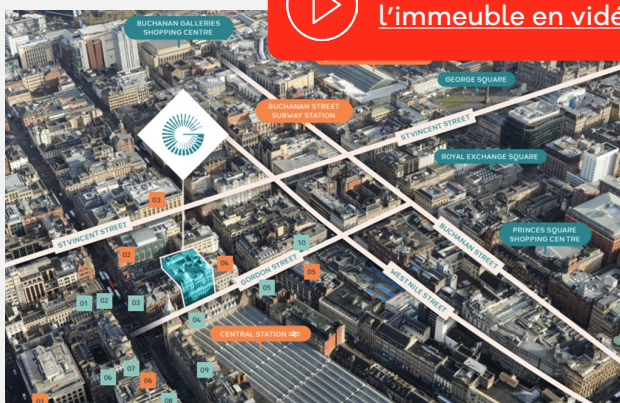 l'immeuble en vidé
BUCHANAN GALLERIES
SHOPPING CENTRE
GEORGE SQUARE
BUCHANAN STREET
SUBWAY STATION
ST VINCENT STREET
ROYAL EXCHANGE SQUARE
03
ST VINCENT STREET
PRINCES SQUARE
SHOPPING CENTRE
BUCHANAN STREET
10
02
04
GORDON STREET
05
WEST NILE STREET
05
01
02
03
04
CENTRAL STATION
07
09
06
06
01
08